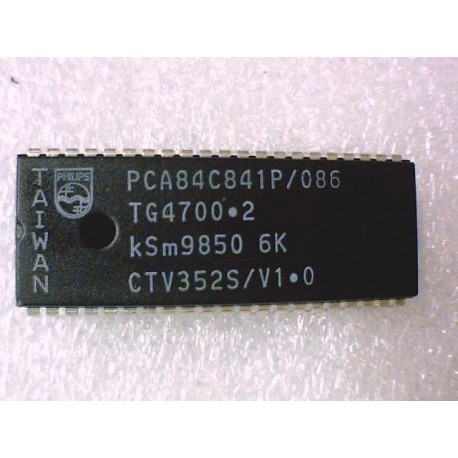 TAIWAN
PHILIPS
PCA84C841P/086
TG4700•2
kSm9850 6K
CTV352S/V1•0